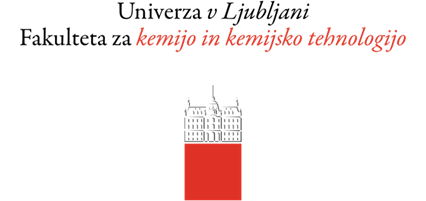 Univerza v Ljubljani
Fakulteta za kemijo in kemijsko tehnologijo